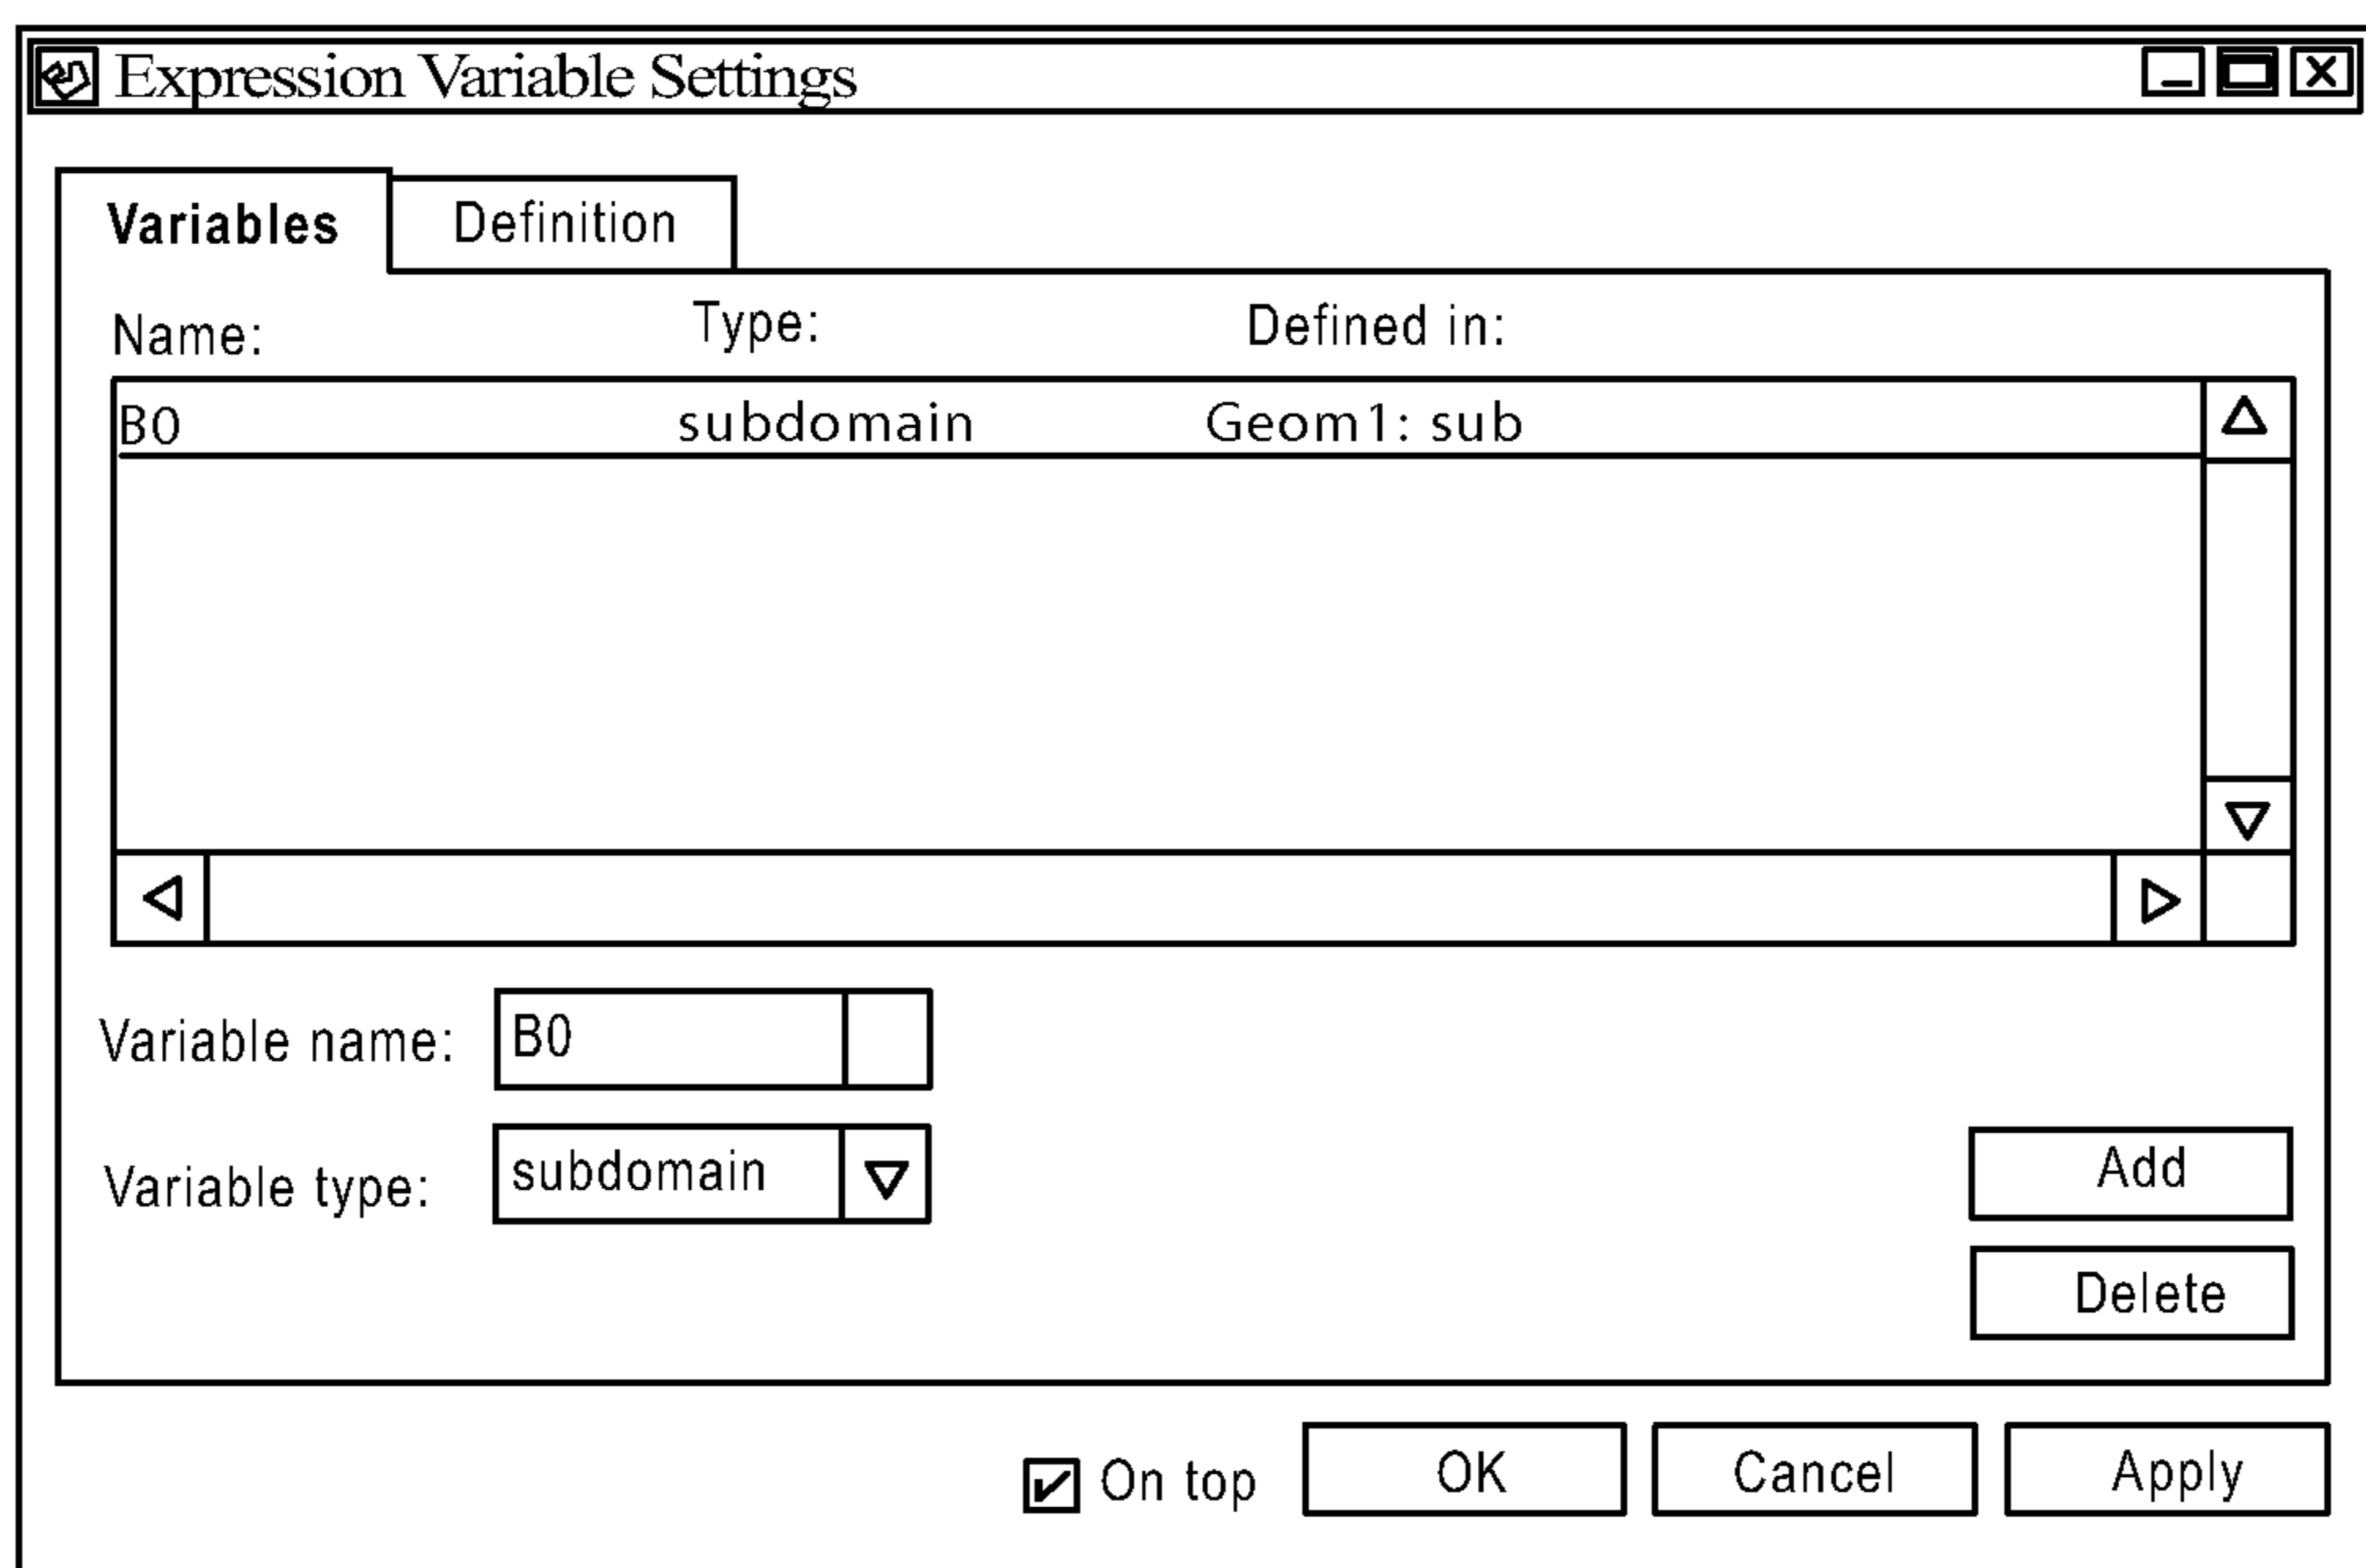 Expression Variable Settings
Variables Definition
Name: Type: Defined in:
B0 subdomain Geom1: sub
Variable name: B0
Variable type: subdomain
Add
Delete
On top OK Cancel Apply